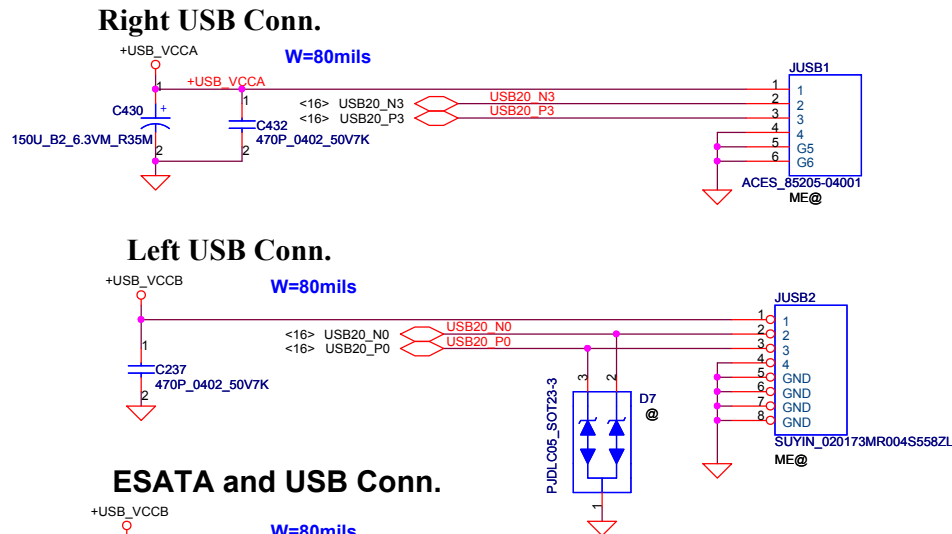 Right USB Conn.
+USB_VCCA
W=80mils
+USB_VCCA
1
1
C430
+
150U_B2_6.3VM_R35M
2
C432
470P_0402_50V7K
2
<16> USB20_N3
USB20_N3
<16> USB20_P3
USB20_P3
JUSB1
1 1
2 2
3 3
4 4
5 G5
6 G6
ACES_85205-04001
ME@
Left USB Conn.
+USB_VCCB
W=80mils
1
C237
470P_0402_50V7K
2
<16> USB20_N0
USB20_N0
<16> USB20_P0
USB20_P0
3
2
D7
@
PJDLC05_SOT23-3
1
JUSB2
1 1
2 2
3 3
4 4
5 GND
6 GND
7 GND
8 GND
SUYIN_020173MR004S558ZL
ME@
ESATA and USB Conn.
+USB_VCCB
W=80mils